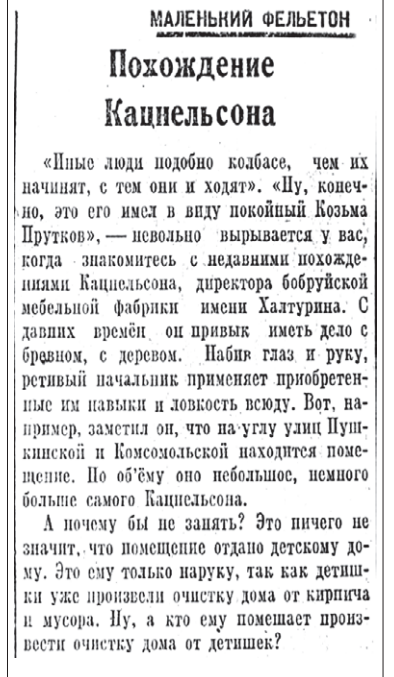 МАЛЕНЬКИЙ ФЕЛЬЕТОН
Похождение
Кацнельсона
«Иные люди подобно колбасе, чем их
начинят, с тем они и ходят». «Ну, конеч-
но, это его имел в виду покойный Козьма
Прутков», — невольно вырывается у вас,
когда знакомитесь с недавними похожде-
ниями Кацнельсона, директора бобруйской
мебельной фабрики имени Халтурина. С
давних времён он привык иметь дело с
бревном, с деревом. Набив глаз и руку,
ретивый начальник применяет приобретен-
ные им навыки и ловкость всюду. Вот, на-
пример, заметил он, что на углу улиц Пуш-
кинской и Комсомольской находится поме-
щение. По об'ёму оно небольшое, немного
больше самого Кацнельсона.
А почему бы не занять? Это ничего не
значит, что помещение отдано детскому до-
му. Это ему только наруку, так как детиш-
ки уже произвели очистку дома от кирпича
и мусора. Ну, а кто ему помешает произ-
вести очистку дома от детишек?